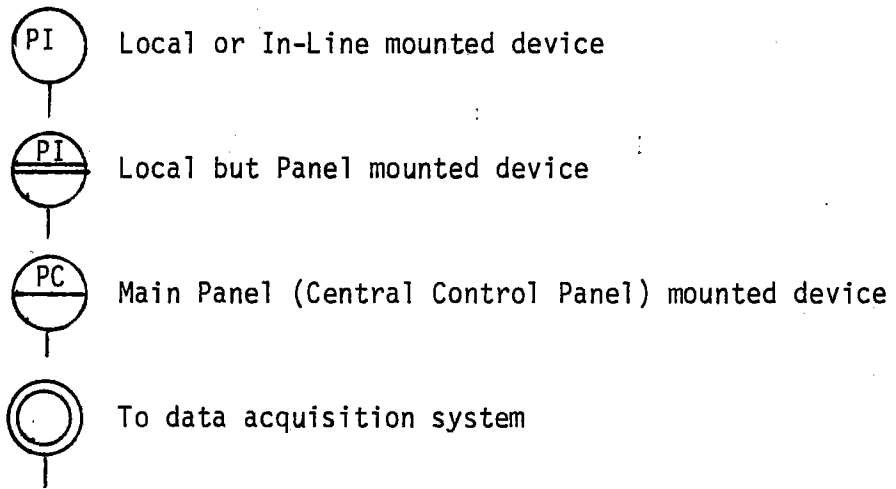 PI Local or In-Line mounted device
PI Local but Panel mounted device
PC Main Panel (Central Control Panel) mounted device
To data acquisition system